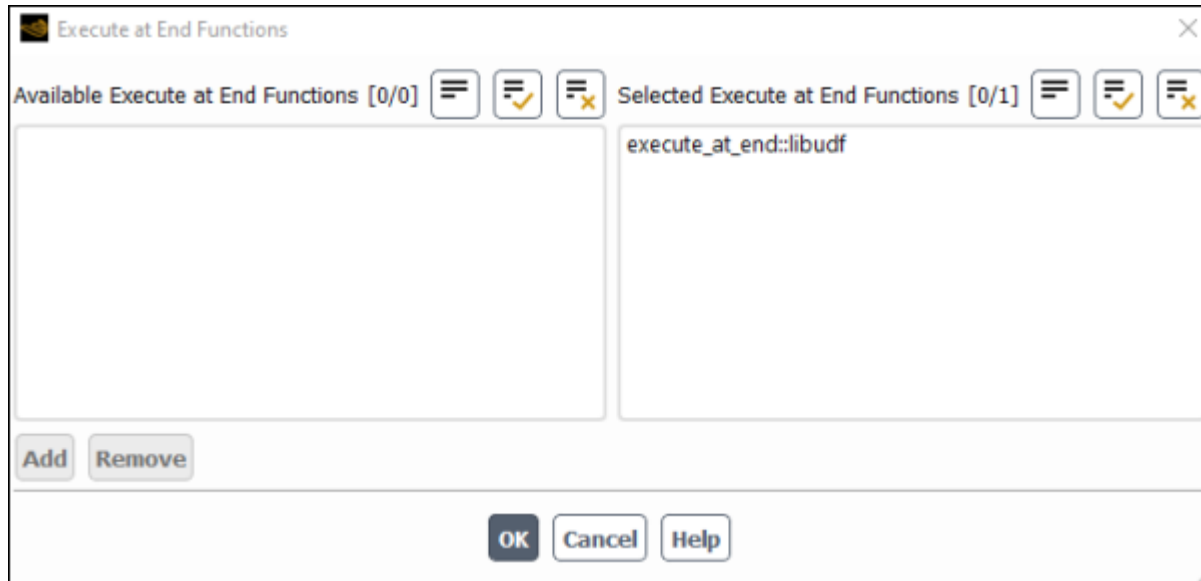 Execute at End Functions
Available Execute at End Functions [0/0]
Selected Execute at End Functions [0/1]
execute_at_end::libudf
Add
Remove
OK
Cancel
Help